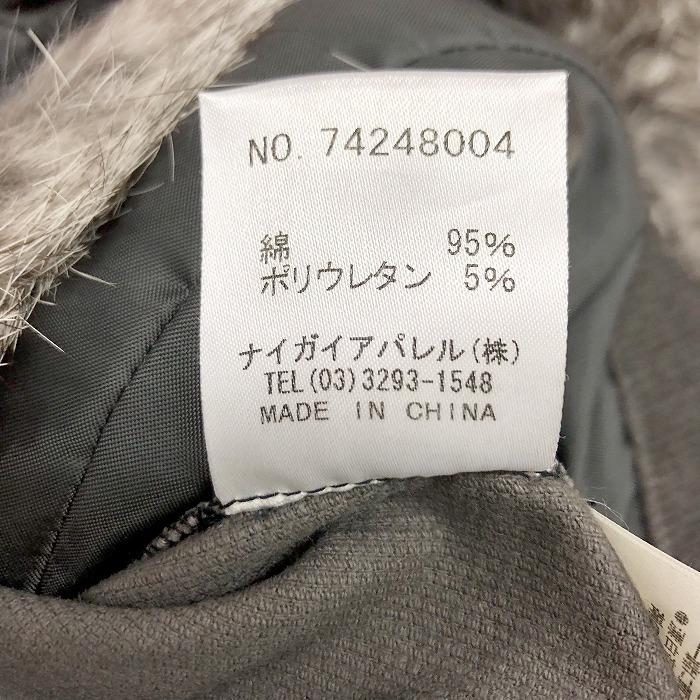 NO. 74248004
綿 95%
ポリウレタン 5%
ナイガイアパレル(株)
TEL(03)3293-1548
MADE IN CHINA